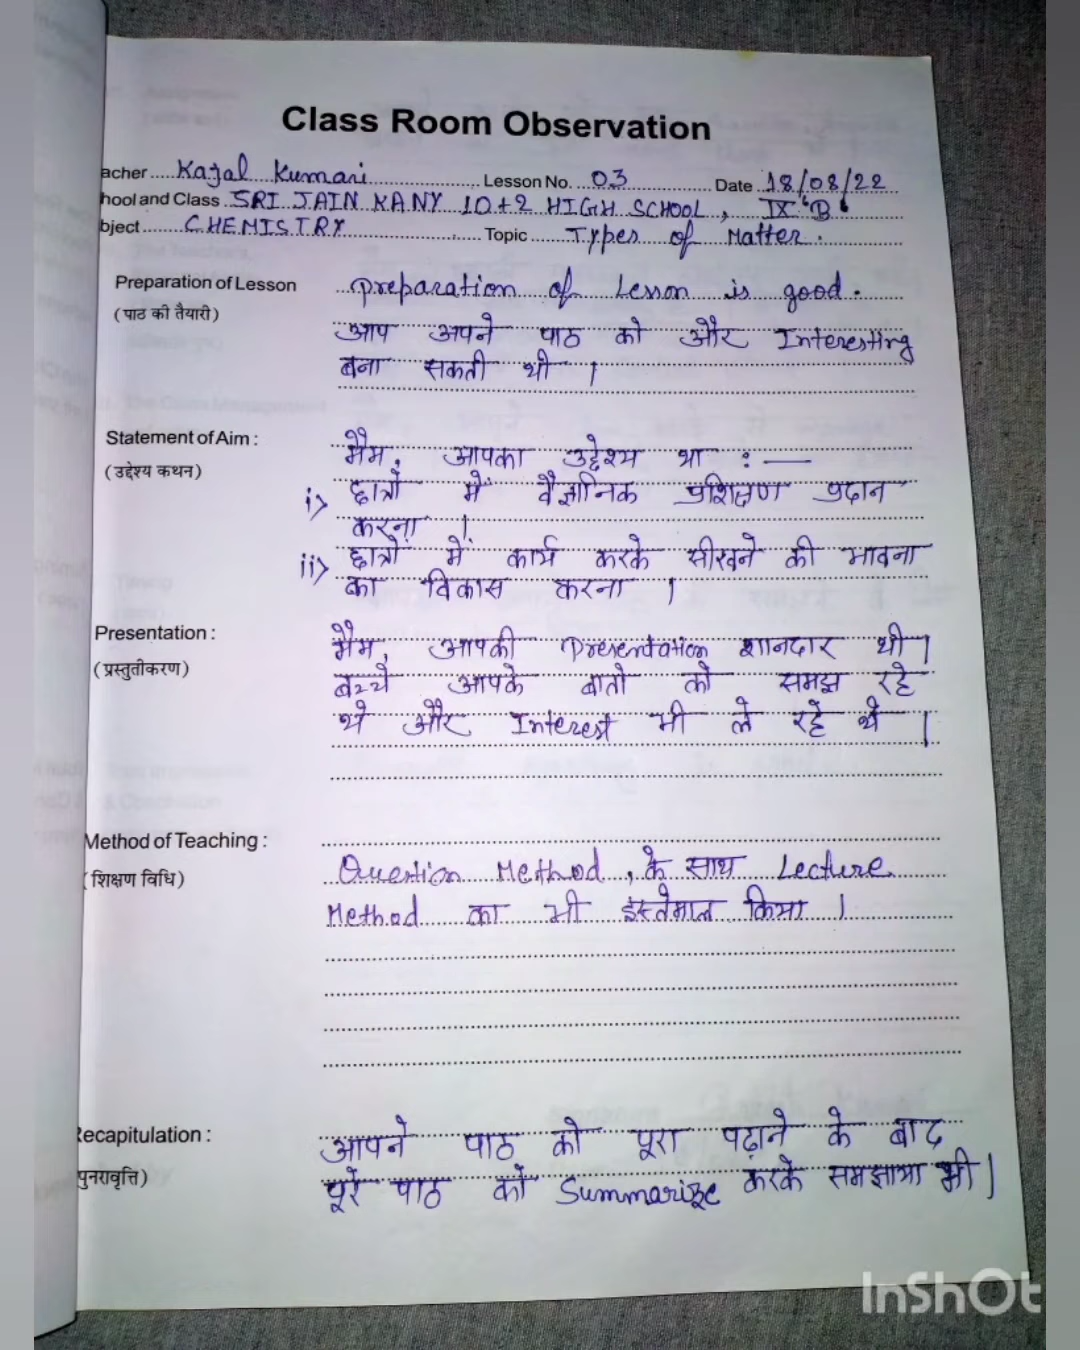 Class Room Observation
acher Kajal Kumari Lesson No. 03 Date 18/08/22
hool and Class SRI JAIN KANY 10+2 HIGH SCHOOL, IX "B"
bject CHEMISTRY Topic Types of Matter.
Preparation of Lesson preparation of Lesson is good.
(पाठ की तैयारी) आप अपने पाठ को और Interesting
बना सकती थी ।
Statement of Aim : मैम, आपका उद्देश्य था :—
(उद्देश्य कथन) i> छात्रों में वैज्ञानिक प्रशिक्षण प्रदान
करना ।
ii> छात्रों में कार्य करके सीखने की भावना
का विकास करना ।
Presentation : मैम, आपकी Presentation शानदार थी ।
(प्रस्तुतीकरण) बच्चे आपके बातो को समझ रहे
थे और Interest भी ले रहे थे ।
Method of Teaching :
(शिक्षण विधि) Question Method, के साथ Lecture
Method का भी इस्तेमाल किया ।
Recapitulation : आपने पाठ को पूरा पढ़ाने के बाद
पुनरावृत्ति) पूरे पाठ को Summarize करके समझाया भी ।
InShOt